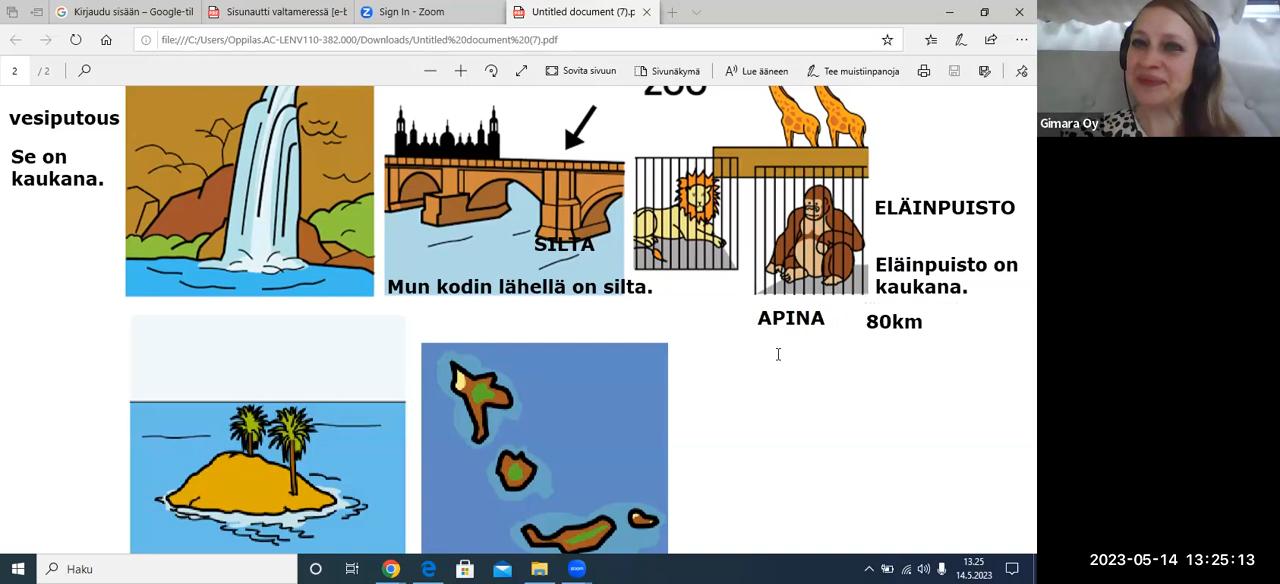 Kirjaudu sisään – Google-til
Sisunautti valtameressä [e-b
Sign In - Zoom
Untitled document (7).p
file:///C:/Users/Oppilas.AC-LENV110-382.000/Downloads/Untitled%20document%20(7).pdf
2 / 2
Sovita sivuun
Sivunäkymä
Lue ääneen
Tee muistiinpanoja
Gimara Oy
ZOO
vesiputous
Se on
kaukana.
SILTA
Mun kodin lähellä on silta.
ELÄINPUISTO
Eläinpuisto on
kaukana.
APINA
80km
Haku
13.25
14.5.2023
2023-05-14 13:25:13